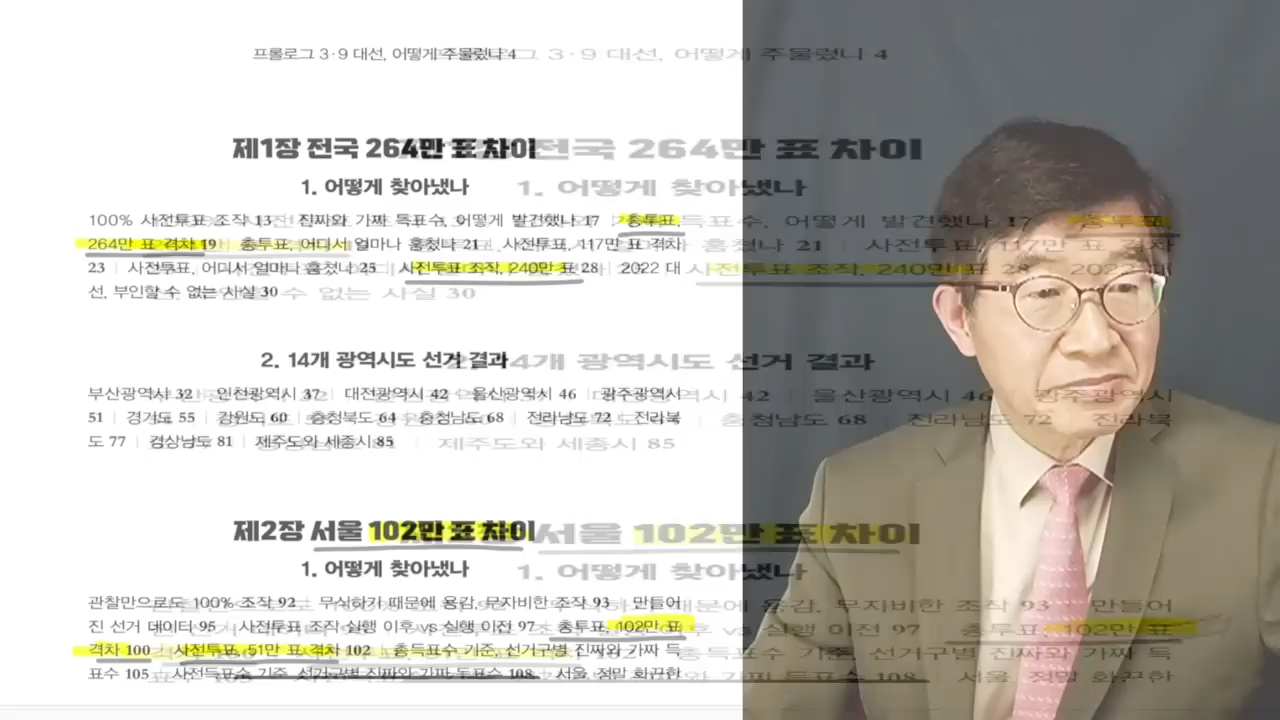 프롤로그 3·9 대선, 어떻게 주물렀나 4
제1장 전국 264만 표 차이
1. 어떻게 찾아냈나
100% 사전투표 조작 13 | 진짜와 가짜 득표수, 어떻게 발견했나 17 | 총투표,
264만 표 격차 19 | 총투표, 어디서 얼마나 훔쳤나 21 | 사전투표, 117만 표 격차
23 | 사전투표, 어디서 얼마나 훔쳤나 25 | 사전투표 조작, 240만 표 28 | 2022 대
선, 부인할 수 없는 사실 30
2. 14개 광역시도 선거 결과
부산광역시 32 | 인천광역시 37 | 대전광역시 42 | 울산광역시 46 | 광주광역시
51 | 경기도 55 | 강원도 60 | 충청북도 64 | 충청남도 68 | 전라남도 72 | 전라북
도 77 | 경상남도 81 | 제주도와 세종시 85
제2장 서울 102만 표 차이
1. 어떻게 찾아냈나
관찰만으로도 100% 조작 92 | 무식하기 때문에 용감, 무자비한 조작 93 | 만들어
진 선거 데이터 95 | 사전투표 조작 실행 이후 vs 실행 이전 97 | 총투표, 102만 표
격차 100 | 사전투표, 51만 표 격차 102 | 총득표수 기준, 선거구별 진짜와 가짜 득
표수 105 | 사전득표수 기준, 선거구별 진짜와 가짜 득표수 108 | 서울, 정말 화끈한